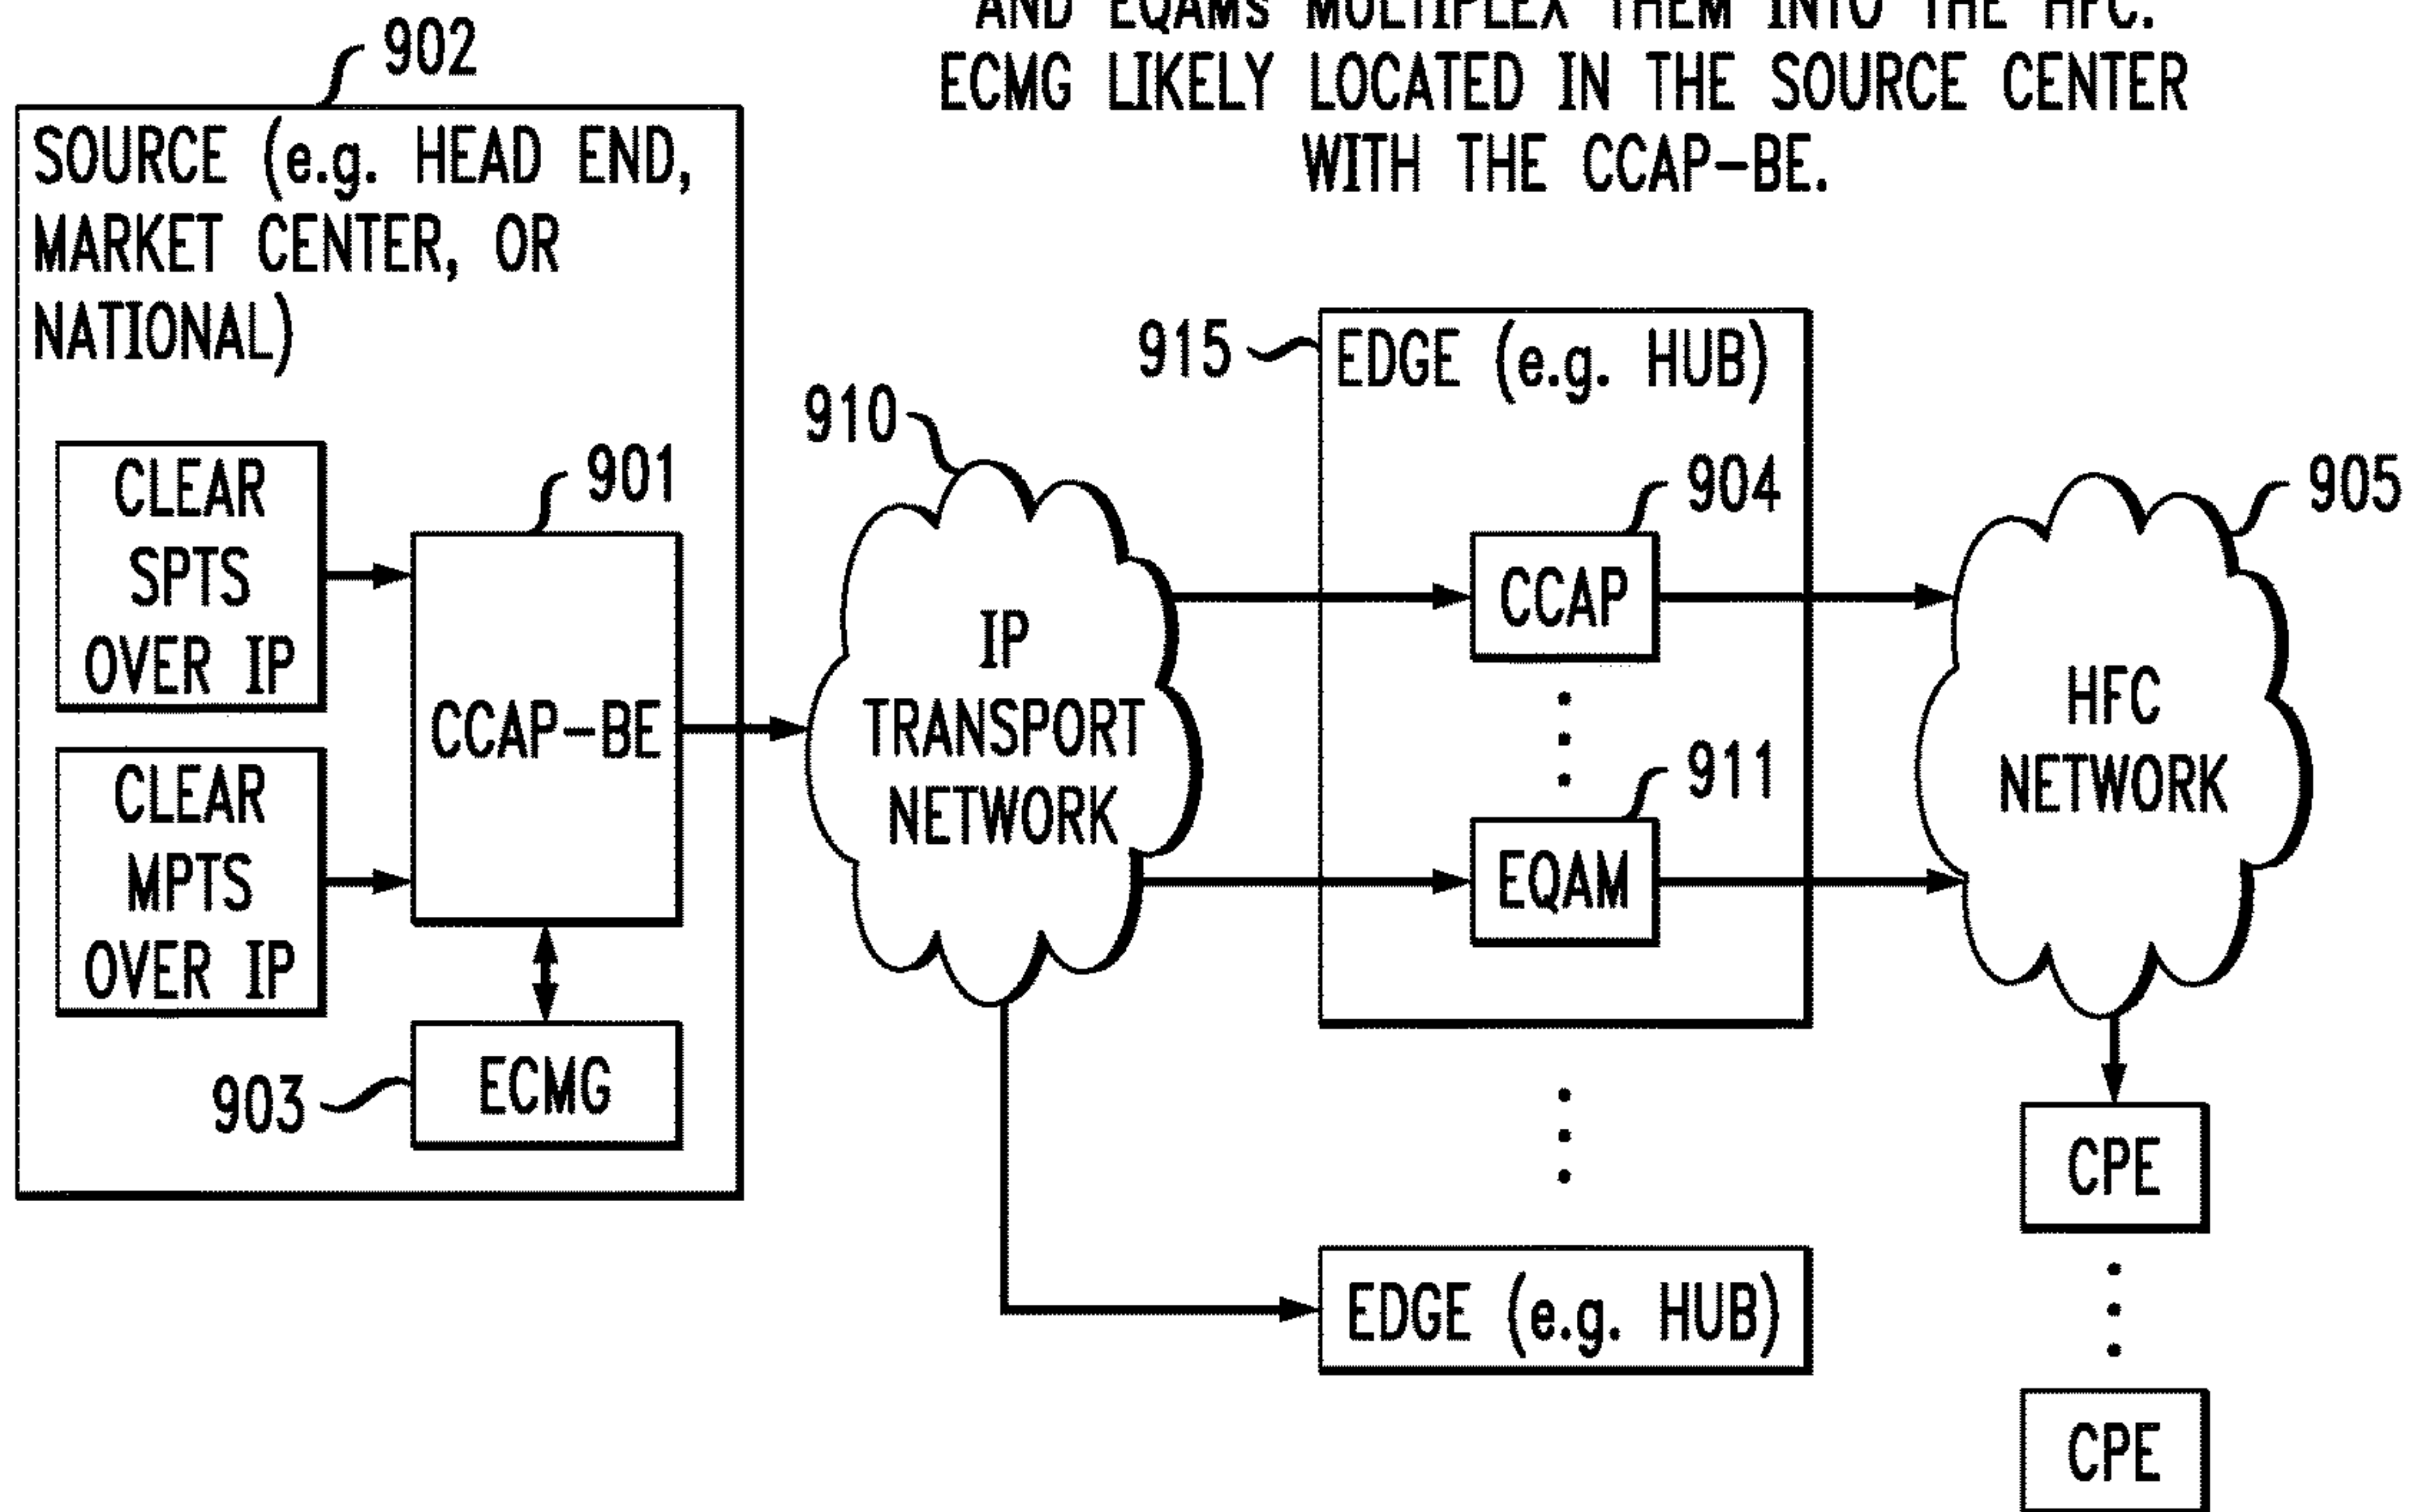 AND EQAMs MULTIPLEX THEM INTO THE HFC.
ECMG LIKELY LOCATED IN THE SOURCE CENTER
WITH THE CCAP-BE.
902
SOURCE (e.g. HEAD END,
MARKET CENTER, OR
NATIONAL)
CLEAR
SPTS
OVER IP
CLEAR
MPTS
OVER IP
901
CCAP-BE
903
ECMG
910
IP
TRANSPORT
NETWORK
915
EDGE (e.g. HUB)
904
CCAP
911
EQAM
EDGE (e.g. HUB)
905
HFC
NETWORK
CPE
CPE